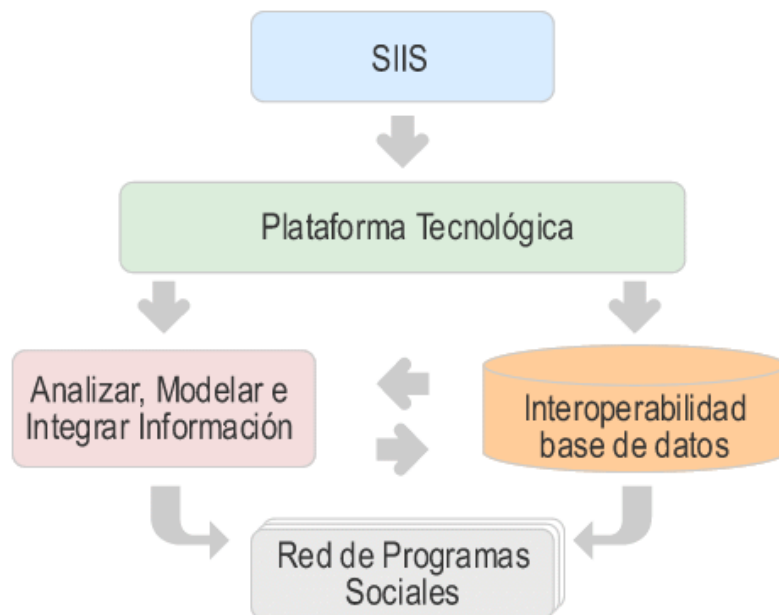 SIIS
Plataforma Tecnológica
Analizar, Modelar e
Integrar Información
Interoperabilidad
base de datos
Red de Programas
Sociales